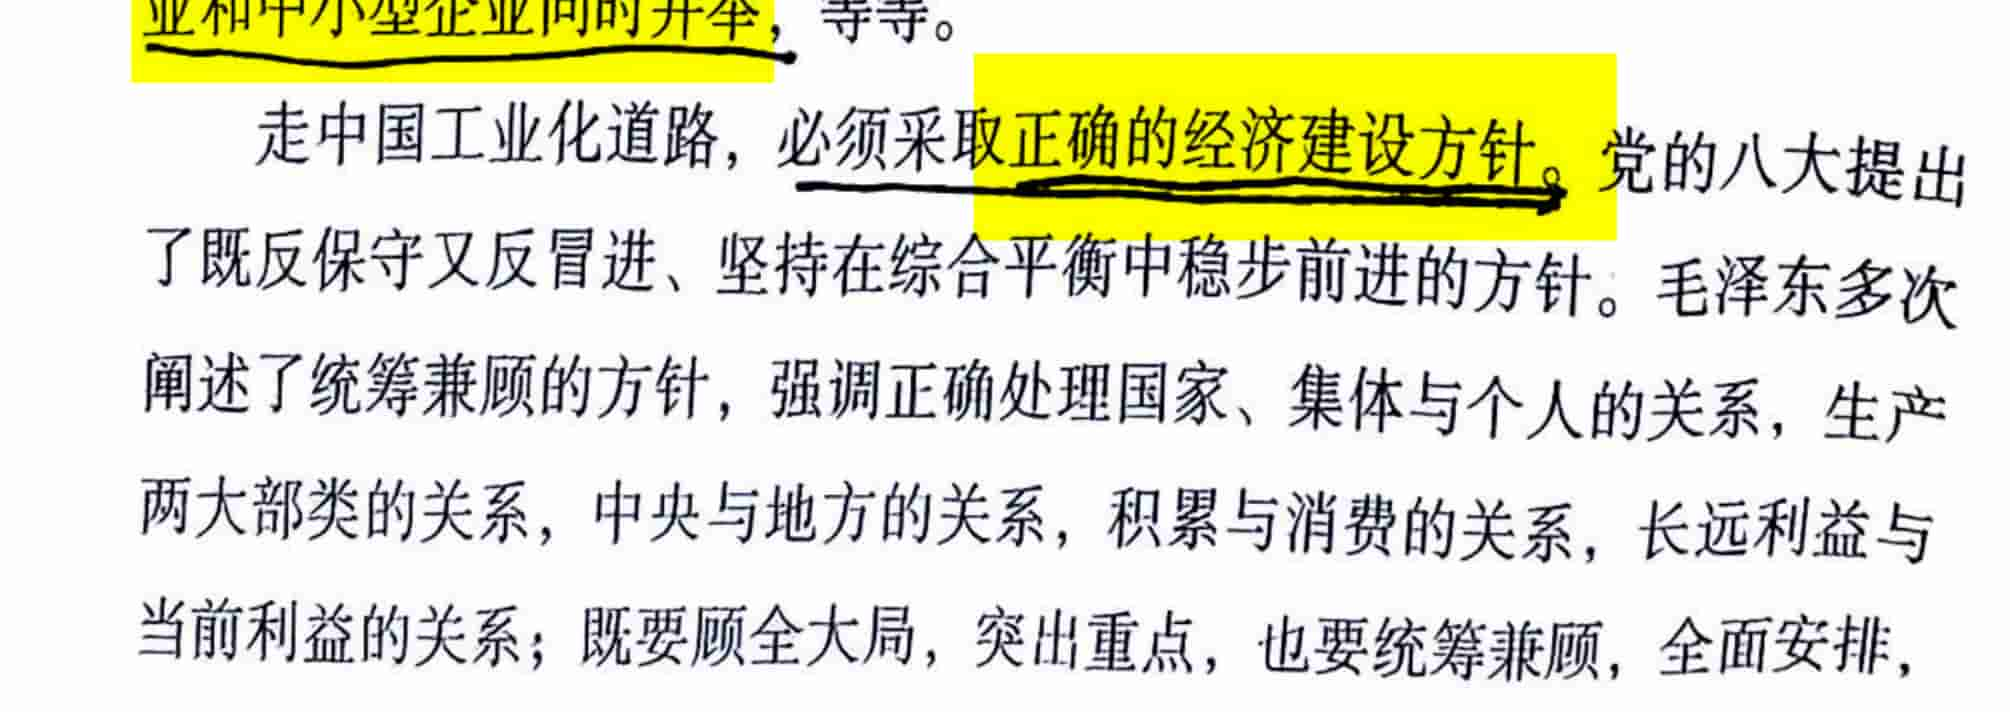 业和中小型企业同时并举，等等。
走中国工业化道路，必须采取正确的经济建设方针。党的八大提出
了既反保守又反冒进、坚持在综合平衡中稳步前进的方针。毛泽东多次
阐述了统筹兼顾的方针，强调正确处理国家、集体与个人的关系，生产
两大部类的关系，中央与地方的关系，积累与消费的关系，长远利益与
当前利益的关系；既要顾全大局，突出重点，也要统筹兼顾，全面安排，